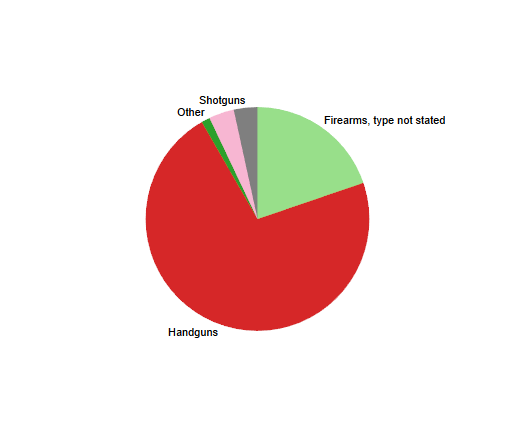 Shotguns
Other
Firearms, type not stated
Handguns